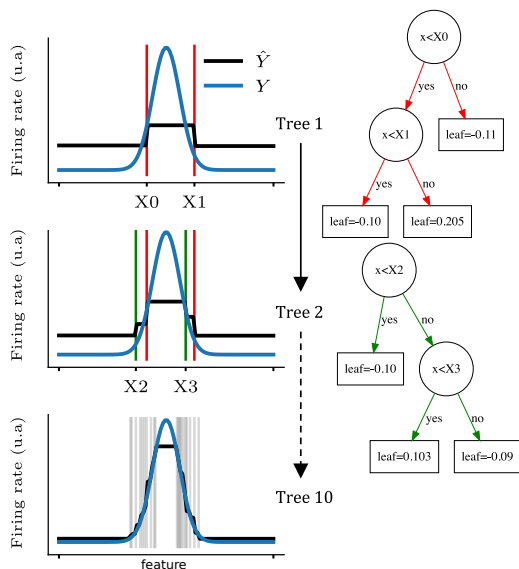 Firing rate (u.a)
Ŷ
Y
X0 X1
Tree 1
x<X0
yes no
x<X1
leaf=-0.11
yes no
leaf=-0.10 leaf=0.205
Firing rate (u.a)
X2 X3
Tree 2
x<X2
yes no
leaf=-0.10
x<X3
yes no
leaf=0.103 leaf=-0.09
Firing rate (u.a)
feature
Tree 10